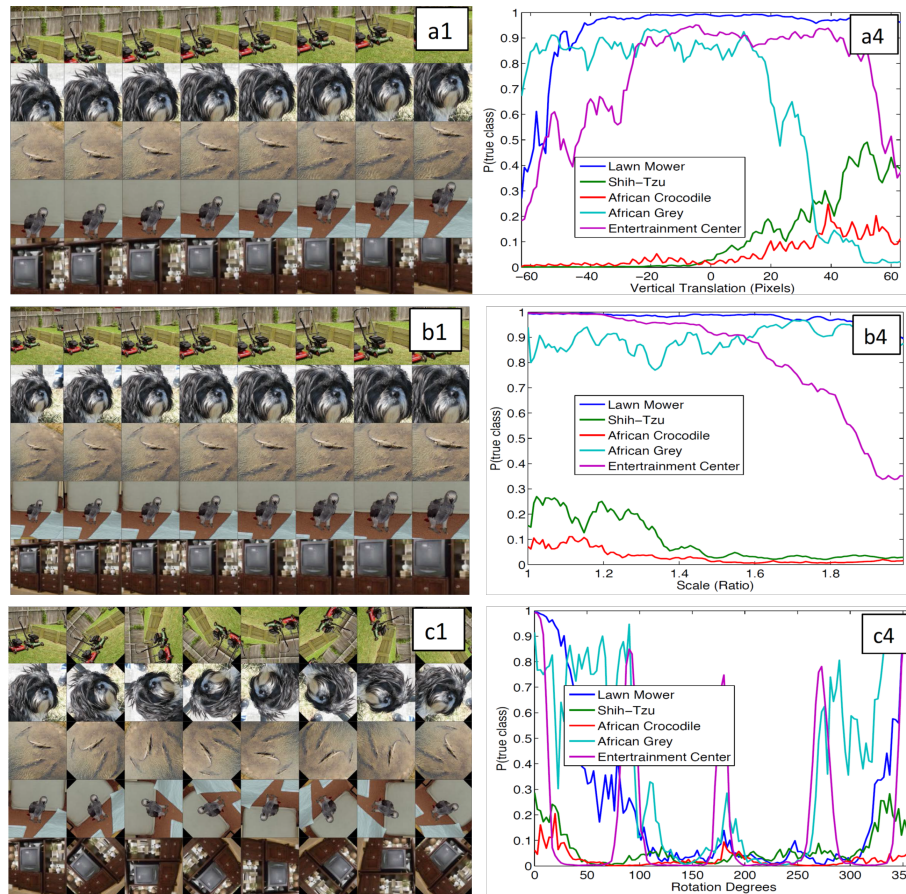 a1
a4
P(true class)
1
0.9
0.8
0.7
0.6
0.5
0.4
0.3
0.2
0.1
0
Lawn Mower
Shih-Tzu
African Crocodile
African Grey
Entertrainment Center
−60 −40 −20 0 20 40 60
Vertical Translation (Pixels)
b1
b4
P(true class)
1
0.9
0.8
0.7
0.6
0.5
0.4
0.3
0.2
0.1
0
Lawn Mower
Shih-Tzu
African Crocodile
African Grey
Entertrainment Center
1 1.2 1.4 1.6 1.8
Scale (Ratio)
c1
c4
P(true class)
1
0.9
0.8
0.7
0.6
0.5
0.4
0.3
0.2
0.1
0
Lawn Mower
Shih-Tzu
African Crocodile
African Grey
Entertrainment Center
0 50 100 150 200 250 300
Rotation Degrees